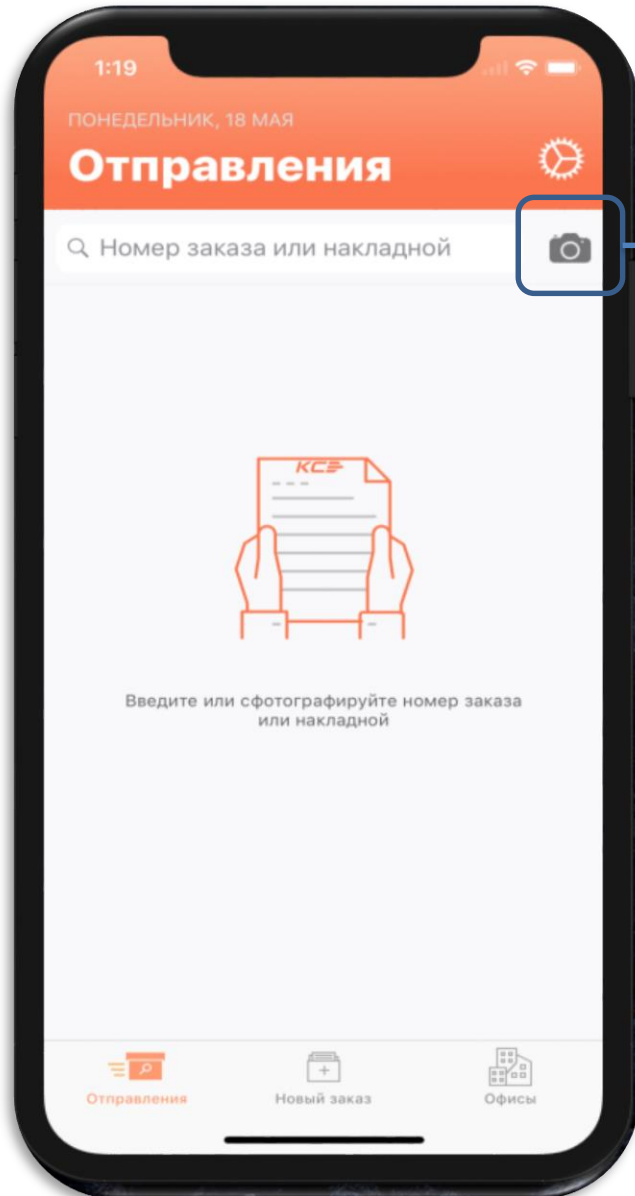 1:19
ПОНЕДЕЛЬНИК, 18 МАЯ
Отправления
Номер заказа или накладной
КСЭ
Введите или сфотографируйте номер заказа
или накладной
Отправления
Новый заказ
Офисы